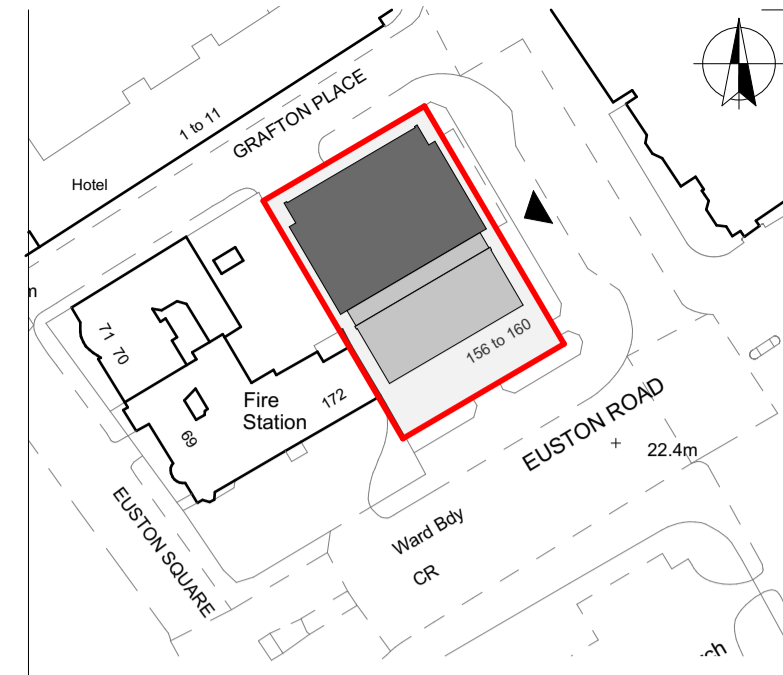 1 to 11
GRAFTON PLACE
Hotel
m
71
70
Fire
Station
172
69
156 to 160
EUSTON ROAD
22.4m
EUSTON SQUARE
Ward Bdy
CR